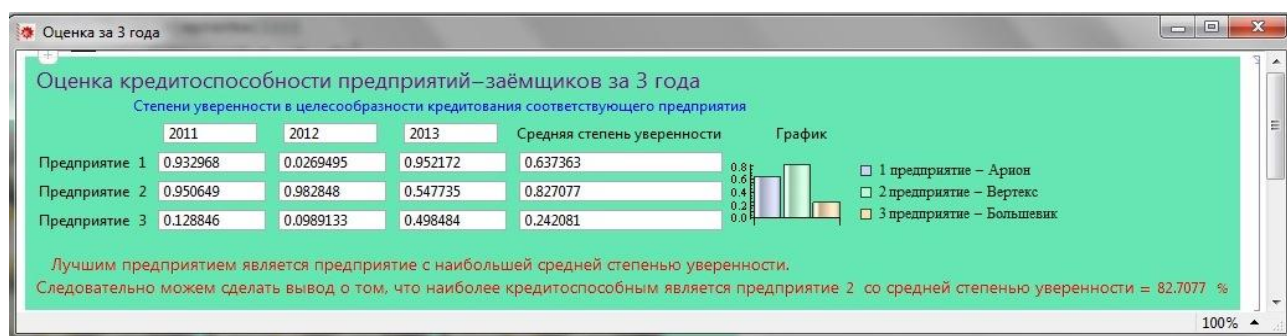 Оценка за 3 года
Оценка кредитоспособности предприятий–заёмщиков за 3 года
Степени уверенности в целесообразности кредитования соответствующего предприятия
2011 2012 2013 Средняя степень уверенности График
Предприятие 1 0.932968 0.0269495 0.952172 0.637363
Предприятие 2 0.950649 0.982848 0.547735 0.827077
Предприятие 3 0.128846 0.0989133 0.498484 0.242081
0.8
0.6
0.4
0.2
0.0
1 предприятие – Арион
2 предприятие – Вертекс
3 предприятие – Большевик
Лучшим предприятием является предприятие с наибольшей средней степенью уверенности.
Следовательно можем сделать вывод о том, что наиболее кредитоспособным является предприятие 2 со средней степенью уверенности = 82.7077 %
100%